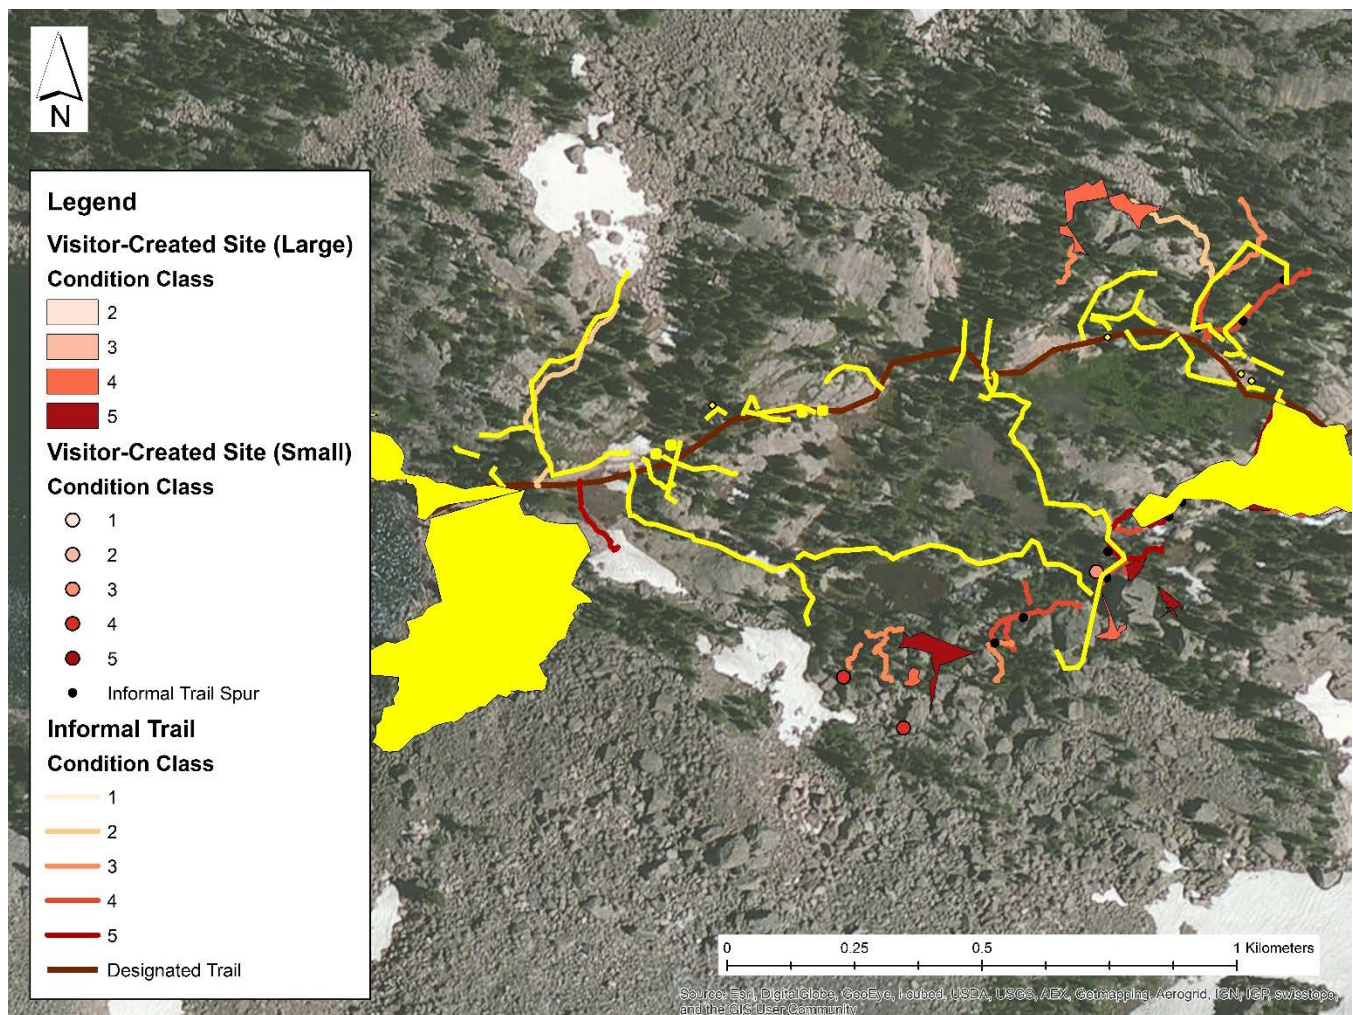 N
Legend
Visitor-Created Site (Large)
Condition Class
2
3
4
5
Visitor-Created Site (Small)
Condition Class
1
2
3
4
5
Informal Trail Spur
Informal Trail
Condition Class
1
2
3
4
5
Designated Trail
0 0.25 0.5 1 Kilometers
Source: Esri, DigitalGlobe, GeoEye, i-cubed, USDA, USGS, AEX, Getmapping, Aerogrid, IGN, IGP, swisstopo,
and the GIS User Community